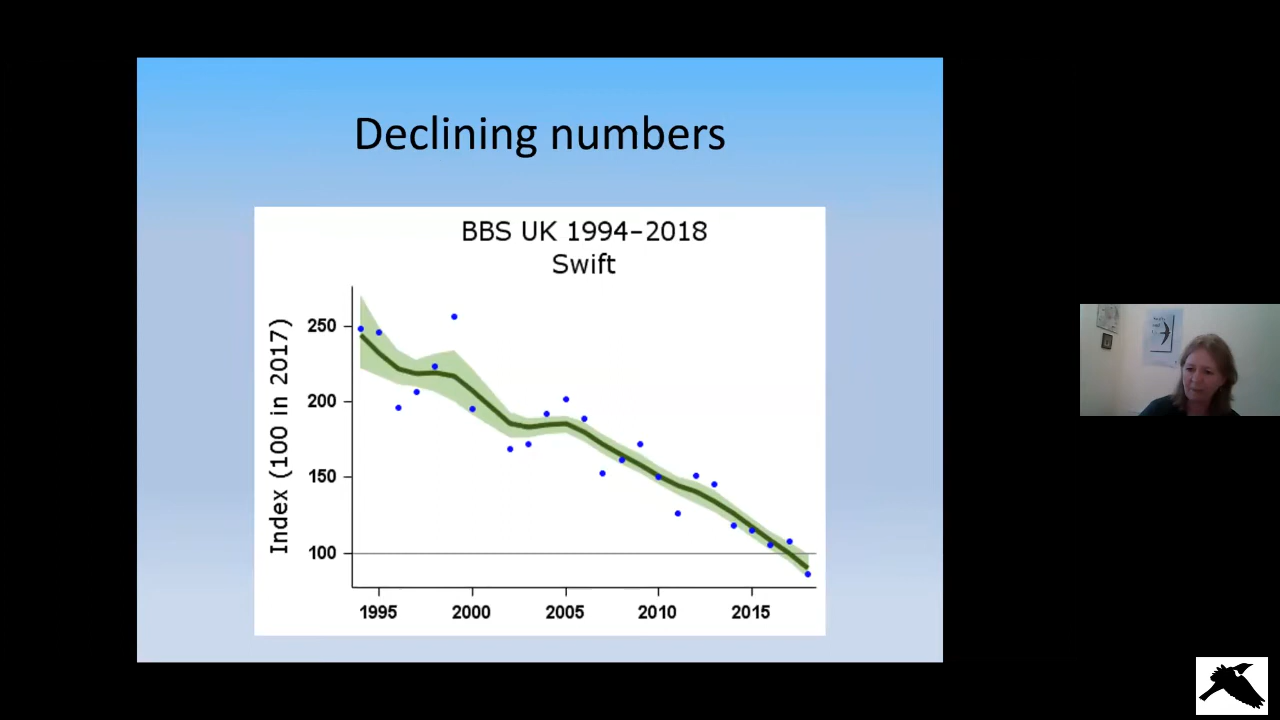 Declining numbers
BBS UK 1994–2018
Swift
Index (100 in 2017)
250
200
150
100
1995
2000
2005
2010
2015